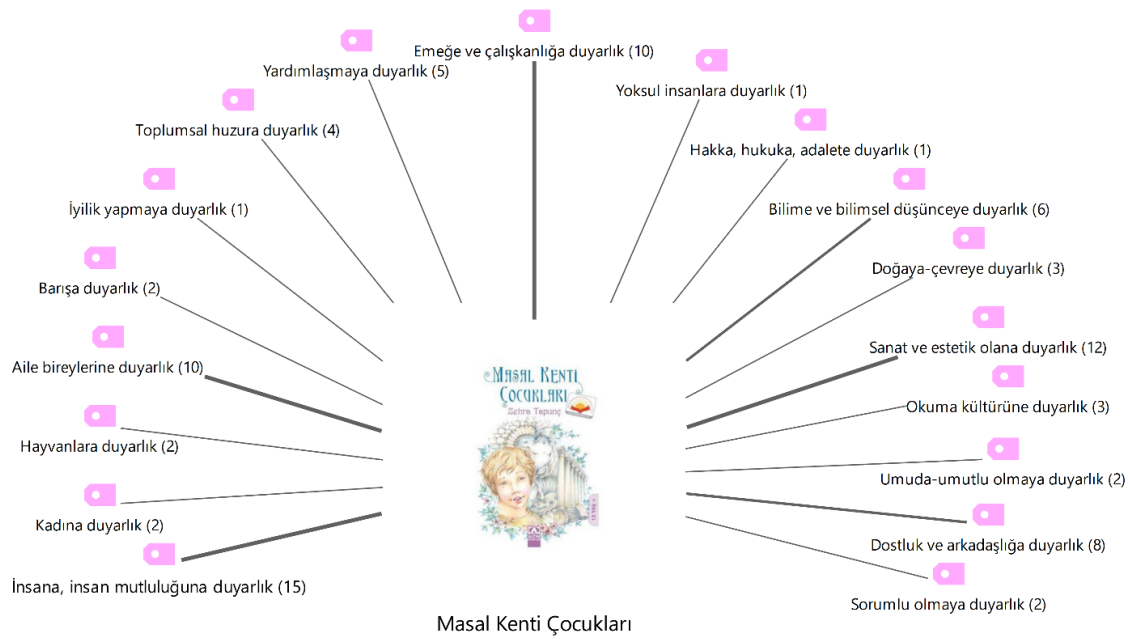 Emeğe ve çalışkanlığa duyarlık (10)
Yardımlaşmaya duyarlık (5)
Yoksul insanlara duyarlık (1)
Toplumsal huzura duyarlık (4)
Hakka, hukuka, adalete duyarlık (1)
İyilik yapmaya duyarlık (1)
Bilime ve bilimsel düşünceye duyarlık (6)
Doğaya-çevreye duyarlık (3)
Barışa duyarlık (2)
Sanat ve estetik olana duyarlık (12)
Aile bireylerine duyarlık (10)
MASAL KENTİ
ÇOCUKLARI
Zehra Tapunç
Okuma kültürüne duyarlık (3)
Hayvanlara duyarlık (2)
Umuda-umutlu olmaya duyarlık (2)
Kadına duyarlık (2)
Dostluk ve arkadaşlığa duyarlık (8)
İnsana, insan mutluluğuna duyarlık (15)
Sorumlu olmaya duyarlık (2)
Masal Kenti Çocukları